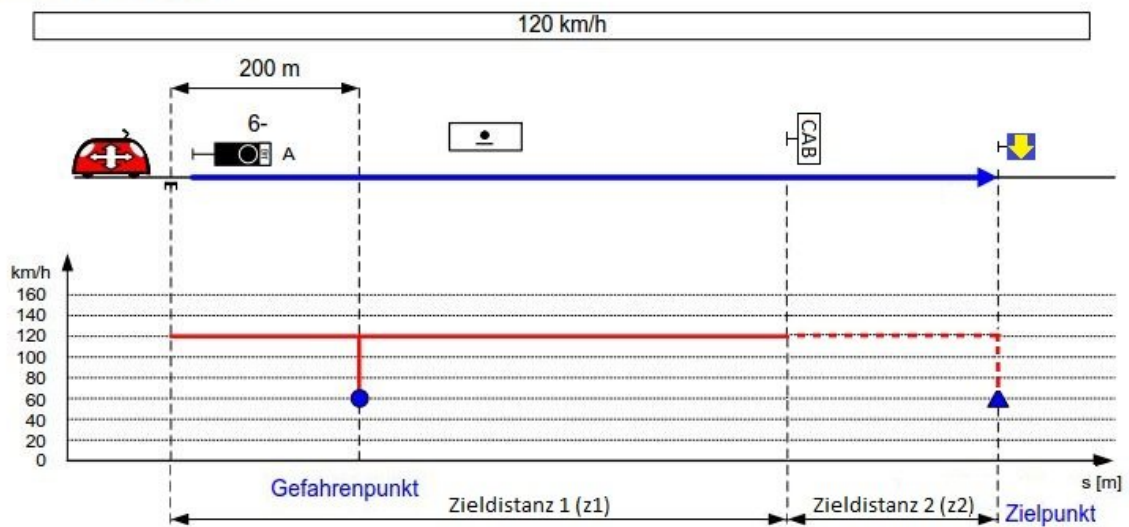 120 km/h
200 m
6-
A
CAB
km/h
160
140
120
100
80
60
40
20
0
s [m]
Gefahrenpunkt
Zieldistanz 1 (z1)
Zieldistanz 2 (z2)
Zielpunkt